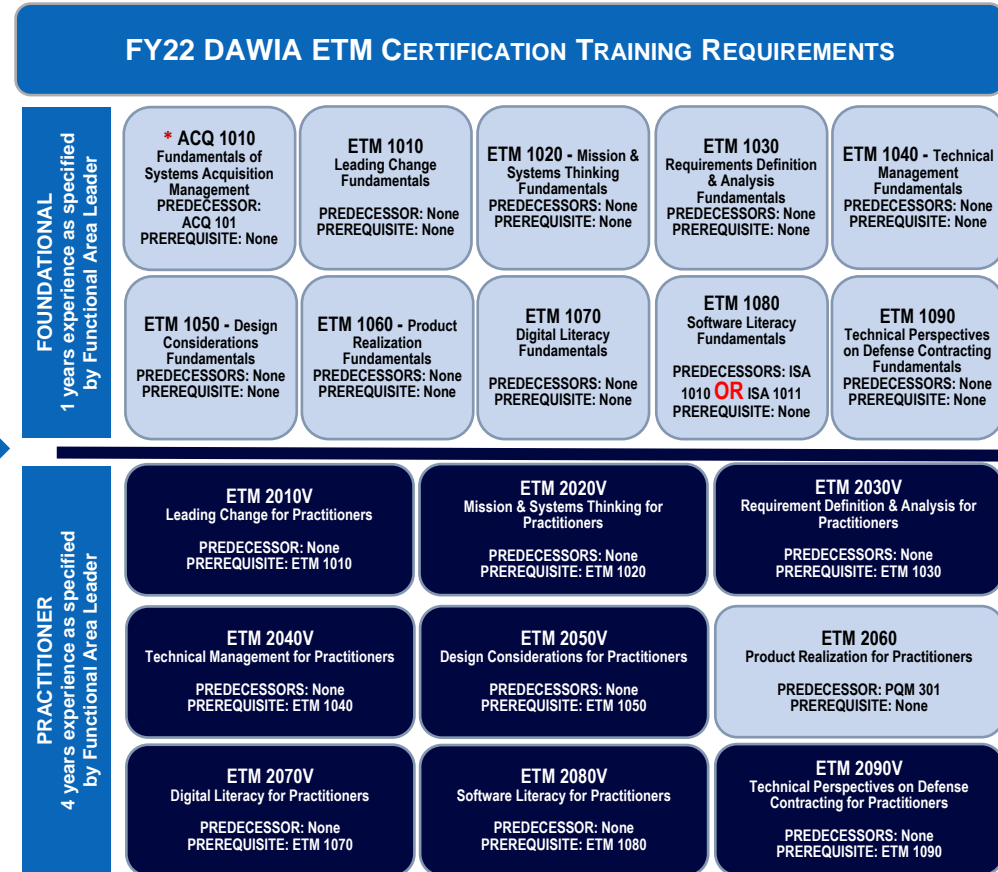 FY22 DAWIA ETM CERTIFICATION TRAINING REQUIREMENTS
FOUNDATIONAL
1 years experience as specified
by Functional Area Leader
* ACQ 1010
Fundamentals of
Systems Acquisition
Management
PREDECESSOR:
ACQ 101
PREREQUISITE: None
ETM 1010
Leading Change
Fundamentals
PREDECESSOR: None
PREREQUISITE: None
ETM 1020 - Mission &
Systems Thinking
Fundamentals
PREDECESSORS: None
PREREQUISITE: None
ETM 1030
Requirements Definition
& Analysis
Fundamentals
PREDECESSORS: None
PREREQUISITE: None
ETM 1040 - Technical
Management
Fundamentals
PREDECESSORS: None
PREREQUISITE: None
ETM 1050 - Design
Considerations
Fundamentals
PREDECESSORS: None
PREREQUISITE: None
ETM 1060 - Product
Realization
Fundamentals
PREDECESSORS: None
PREREQUISITE: None
ETM 1070
Digital Literacy
Fundamentals
PREDECESSORS: None
PREREQUISITE: None
ETM 1080
Software Literacy
Fundamentals
PREDECESSORS: ISA
1010 OR ISA 1011
PREREQUISITE: None
ETM 1090
Technical Perspectives
on Defense Contracting
Fundamentals
PREDECESSORS: None
PREREQUISITE: None
PRACTITIONER
4 years experience as specified
by Functional Area Leader
ETM 2010V
Leading Change for Practitioners
PREDECESSOR: None
PREREQUISITE: ETM 1010
ETM 2020V
Mission & Systems Thinking for
Practitioners
PREDECESSORS: None
PREREQUISITE: ETM 1020
ETM 2030V
Requirement Definition & Analysis for
Practitioners
PREDECESSORS: None
PREREQUISITE: ETM 1030
ETM 2040V
Technical Management for Practitioners
PREDECESSORS: None
PREREQUISITE: ETM 1040
ETM 2050V
Design Considerations for Practitioners
PREDECESSORS: None
PREREQUISITE: ETM 1050
ETM 2060
Product Realization for Practitioners
PREDECESSOR: PQM 301
PREREQUISITE: None
ETM 2070V
Digital Literacy for Practitioners
PREDECESSOR: None
PREREQUISITE: ETM 1070
ETM 2080V
Software Literacy for Practitioners
PREDECESSOR: None
PREREQUISITE: ETM 1080
ETM 2090V
Technical Perspectives on Defense
Contracting for Practitioners
PREDECESSORS: None
PREREQUISITE: ETM 1090